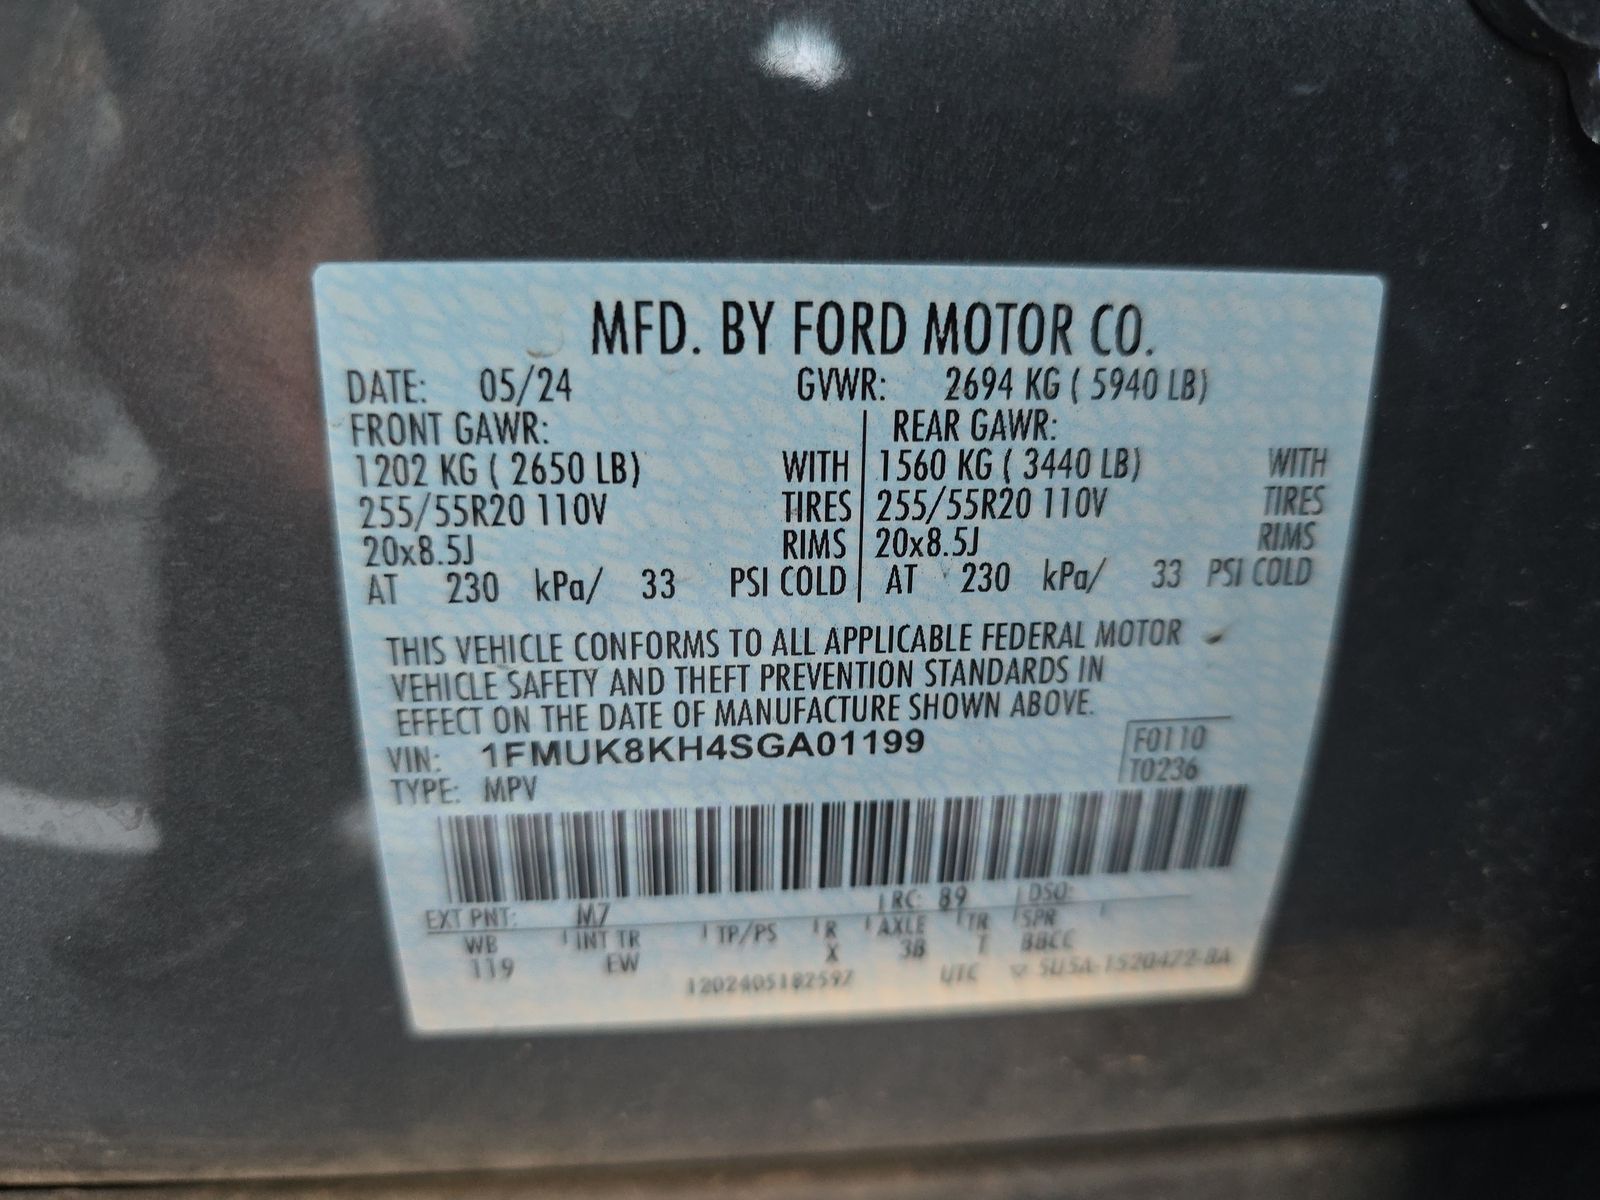 MFD. BY FORD MOTOR CO.
DATE: 05/24 GVWR: 2694 KG ( 5940 LB)
FRONT GAWR: REAR GAWR:
1202 KG ( 2650 LB) WITH 1560 KG ( 3440 LB) WITH
255/55R20 110V TIRES 255/55R20 110V TIRES
20x8.5J RIMS 20x8.5J RIMS
AT 230 kPa/ 33 PSI COLD AT 230 kPa/ 33 PSI COLD
THIS VEHICLE CONFORMS TO ALL APPLICABLE FEDERAL MOTOR
VEHICLE SAFETY AND THEFT PREVENTION STANDARDS IN
EFFECT ON THE DATE OF MANUFACTURE SHOWN ABOVE.
VIN: 1FMUK8KH4SGA01199 F0110
TYPE: MPV T0236
EXT PNT: M7 RC: 89 DSO:
WB INT TR TP/PS R AXLE TR SPR
119 EW X 38 T BBCC
UTC